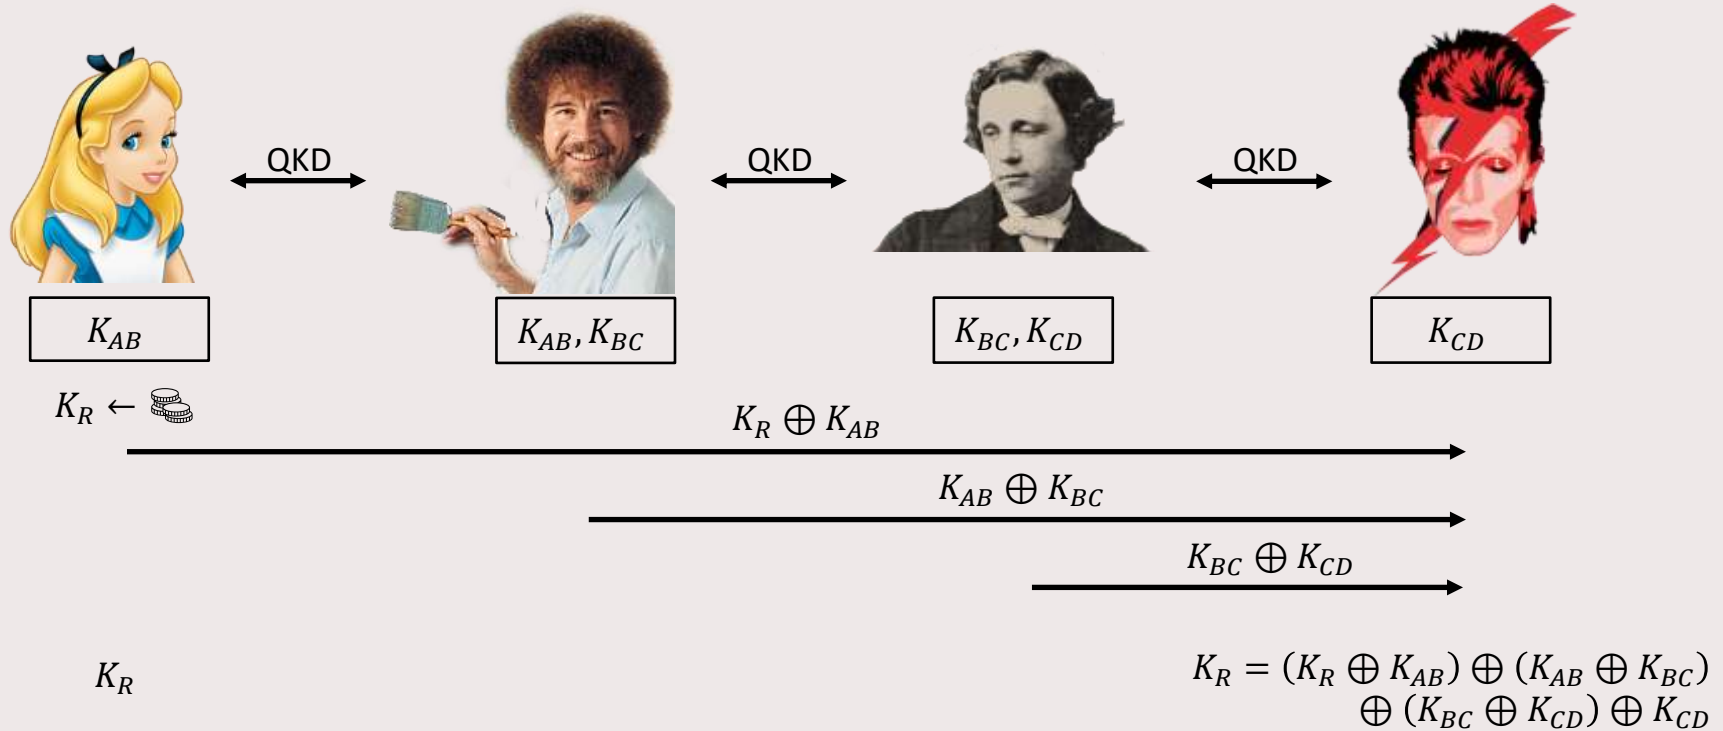 QKD QKD QKD
K_AB K_AB, K_BC K_BC, K_CD K_CD
K_R ←
K_R ⊕ K_AB
K_AB ⊕ K_BC
K_BC ⊕ K_CD
K_R
K_R = (K_R ⊕ K_AB) ⊕ (K_AB ⊕ K_BC)
⊕ (K_BC ⊕ K_CD) ⊕ K_CD